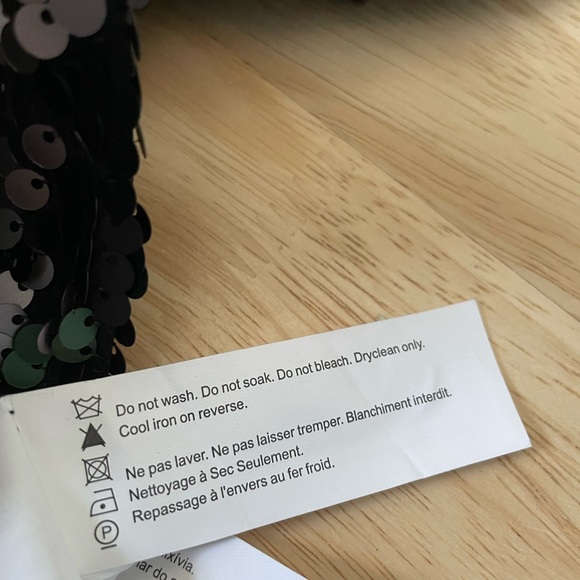 Do not wash. Do not soak. Do not bleach. Dryclean only.
Cool iron on reverse.
Ne pas laver. Ne pas laisser tremper. Blanchiment interdit.
Nettoyage à Sec Seulement.
Repassage à l'envers au fer froid.
P